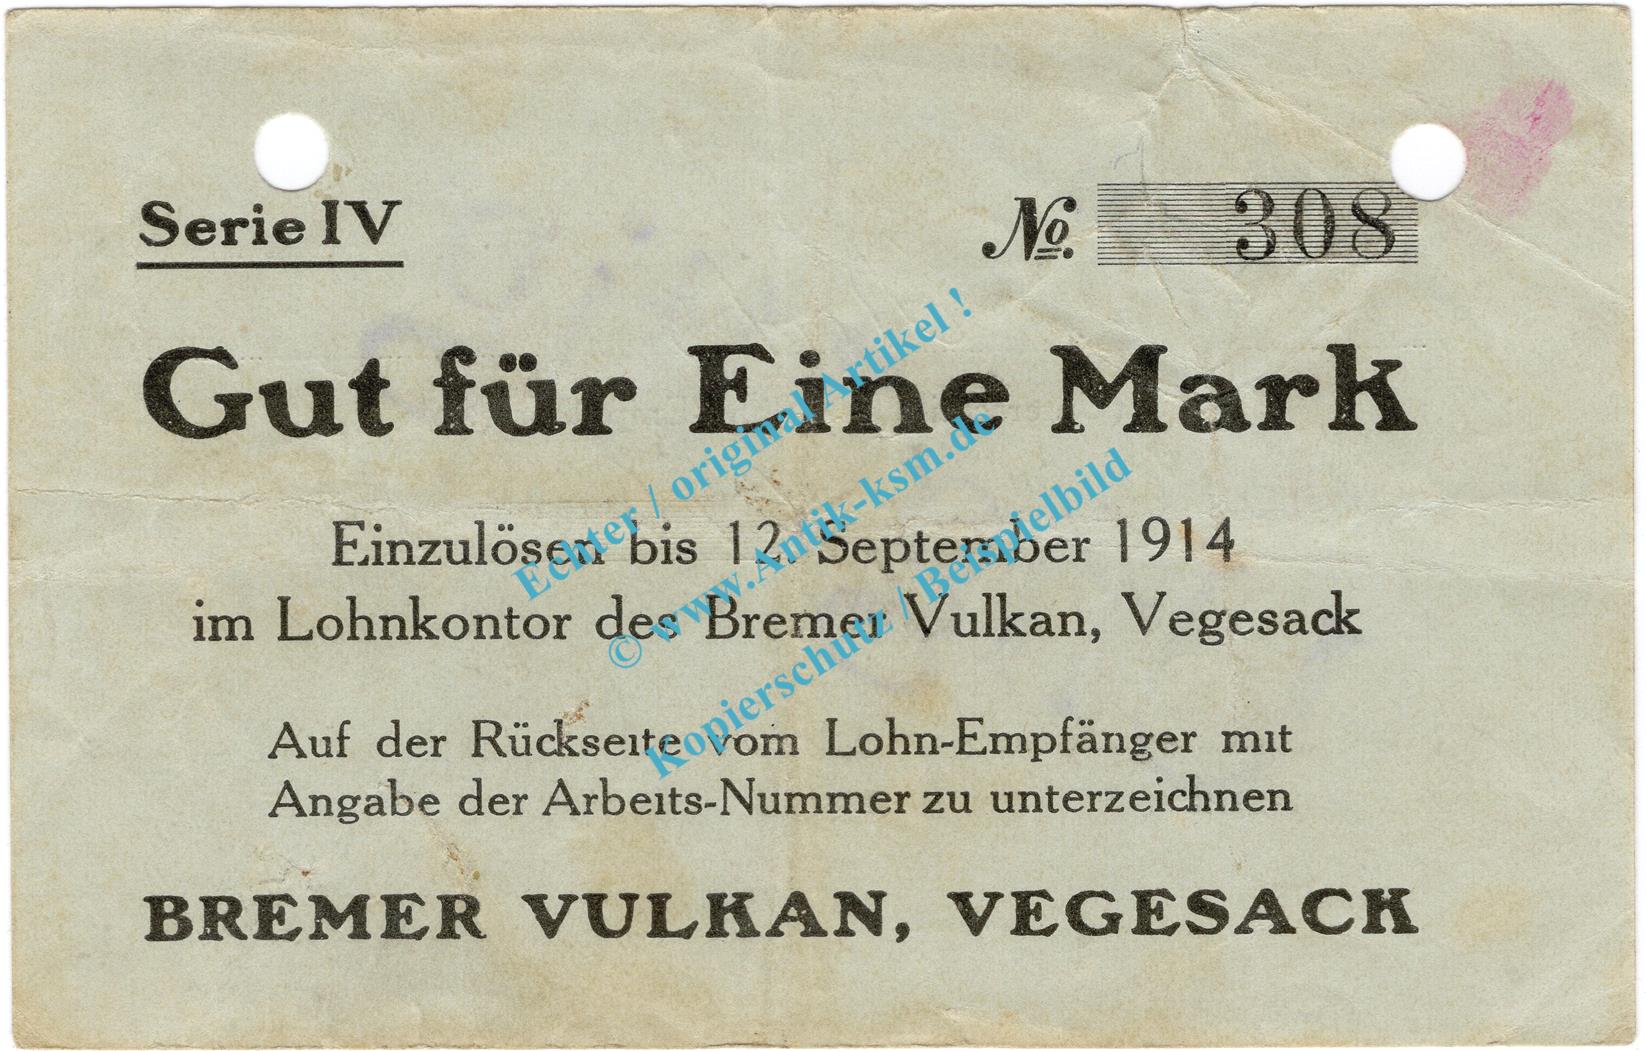 Serie IV
No. 308
Gut für Eine Mark
Einzulösen bis 12. September 1914
im Lohnkontor des Bremer Vulkan, Vegesack
Auf der Rückseite vom Lohn-Empfänger mit
Angabe der Arbeits-Nummer zu unterzeichnen
BREMER VULKAN, VEGESACK
Echter / original Artikel !
© www.Antik-ksm.de
Kopierschutz / Beispielbild